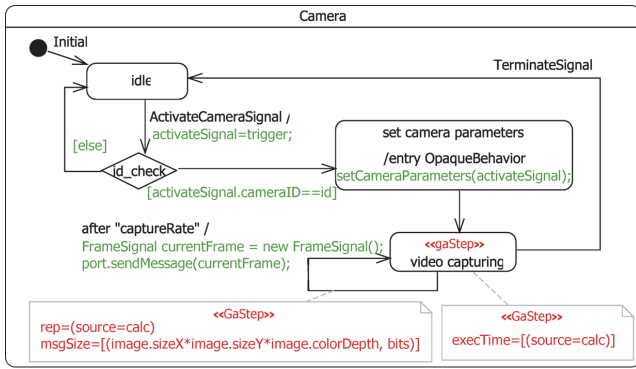 Camera
Initial
idle
TerminateSignal
ActivateCameraSignal /
activateSignal=trigger;
[else]
id_check
[activateSignal.cameraID==id]
set camera parameters
/entry OpaqueBehavior
setCameraParameters(activateSignal);
after "captureRate" /
FrameSignal currentFrame = new FrameSignal();
port.sendMessage(currentFrame);
«gaStep»
video capturing
«GaStep»
rep=(source=calc)
msgSize=[(image.sizeX*image.sizeY*image.colorDepth, bits)]
«GaStep»
execTime=[(source=calc)]